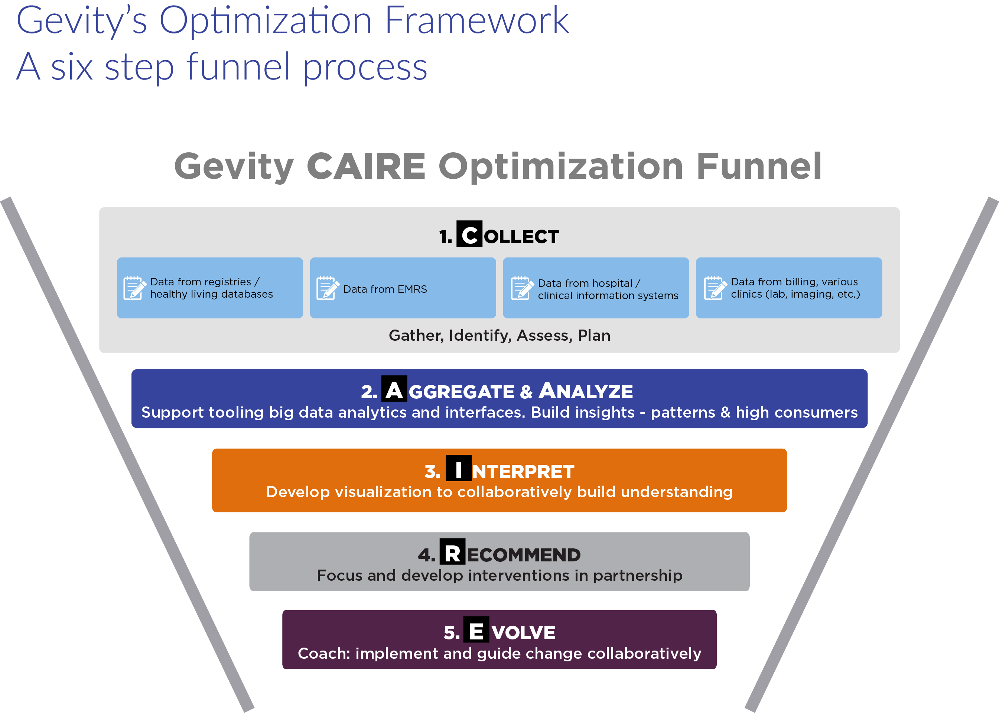 Gevity’s Optimization Framework
A six step funnel process
Gevity CAIRE Optimization Funnel
1. COLLECT
Data from registries /
healthy living databases
Data from EMRS
Data from hospital /
clinical information systems
Data from billing, various
clinics (lab, imaging, etc.)
Gather, Identify, Assess, Plan
2. AGGREGATE & ANALYZE
Support tooling big data analytics and interfaces. Build insights - patterns & high consumers
3. INTERPRET
Develop visualization to collaboratively build understanding
4. RECOMMEND
Focus and develop interventions in partnership
5. EVOLVE
Coach: implement and guide change collaboratively